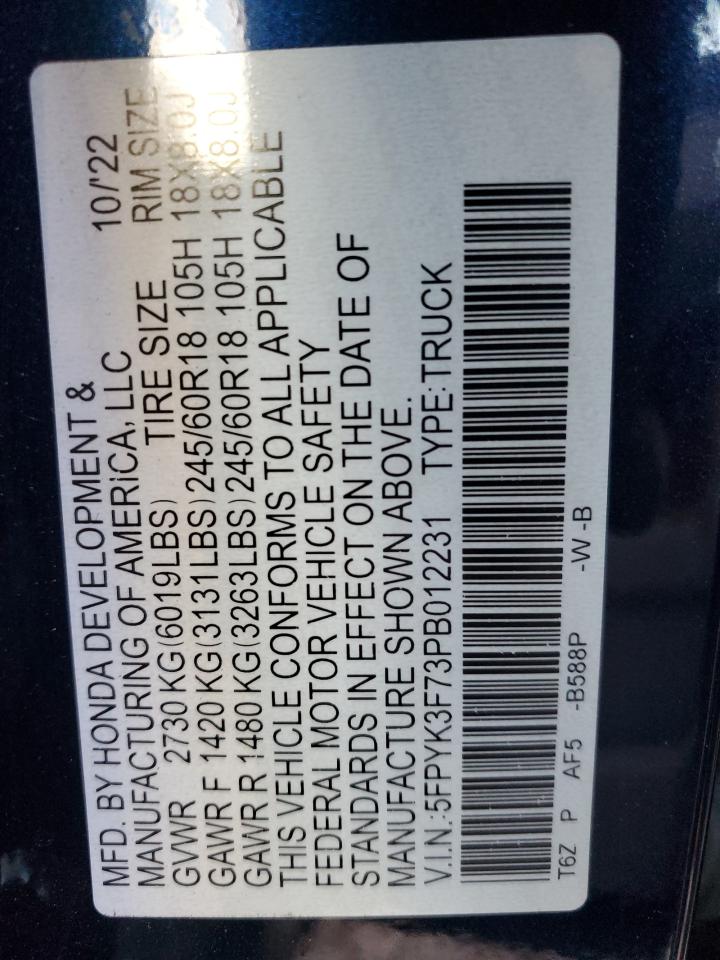 MFD. BY HONDA DEVELOPMENT &
MANUFACTURING OF AMERICA, LLC 10/'22
GVWR 2730 KG (6019LBS) TIRE SIZE RIM SIZE
GAWR F 1420 KG (3131LBS) 245/60R18 105H 18X8.0J
GAWR R 1480 KG (3263LBS) 245/60R18 105H 18X8.0J
THIS VEHICLE CONFORMS TO ALL APPLICABLE
FEDERAL MOTOR VEHICLE SAFETY
STANDARDS IN EFFECT ON THE DATE OF
MANUFACTURE SHOWN ABOVE.
V.I.N.:5FPYK3F73PB012231 TYPE:TRUCK
T6Z P AF5 -B588P -W -B